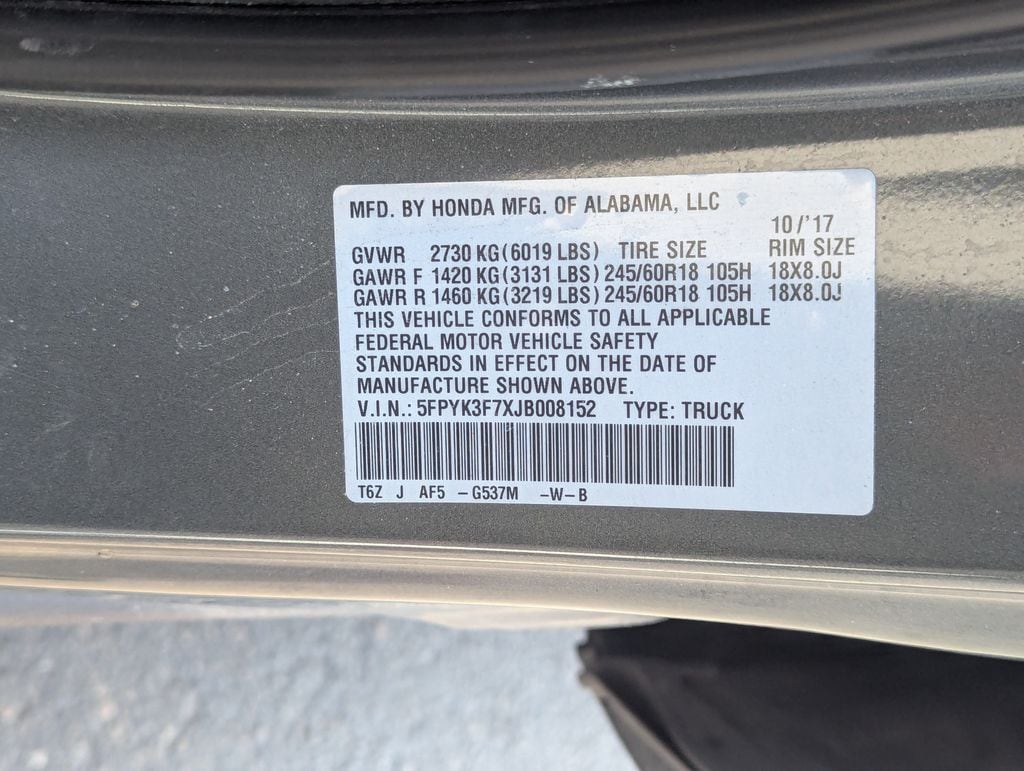 MFD. BY HONDA MFG. OF ALABAMA, LLC
10/'17
GVWR 2730 KG (6019 LBS) TIRE SIZE RIM SIZE
GAWR F 1420 KG (3131 LBS) 245/60R18 105H 18X8.0J
GAWR R 1460 KG (3219 LBS) 245/60R18 105H 18X8.0J
THIS VEHICLE CONFORMS TO ALL APPLICABLE
FEDERAL MOTOR VEHICLE SAFETY
STANDARDS IN EFFECT ON THE DATE OF
MANUFACTURE SHOWN ABOVE.
V.I.N.: 5FPYK3F7XJB008152 TYPE: TRUCK
T6Z J AF5 -G537M -W-B